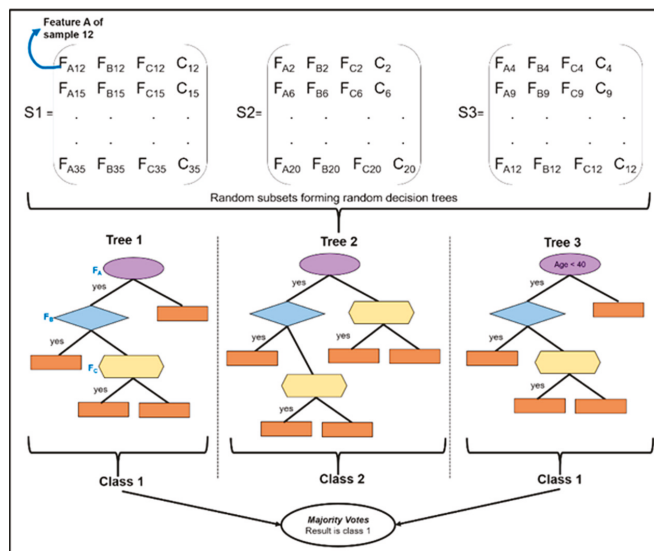 Feature A of
sample 12
S1=
F_A12 F_B12 F_C12 C_12
F_A15 F_B15 F_C15 C_15
. . . .
. . . .
F_A35 F_B35 F_C35 C_35
S2=
F_A2 F_B2 F_C2 C_2
F_A6 F_B6 F_C6 C_6
. . . .
. . . .
F_A20 F_B20 F_C20 C_20
S3=
F_A4 F_B4 F_C4 C_4
F_A9 F_B9 F_C9 C_9
. . . .
. . . .
F_A12 F_B12 F_C12 C_12
Random subsets forming random decision trees
Tree 1
F_A
yes
F_B
yes
F_C
yes
Class 1
Tree 2
yes
yes
yes
yes
Class 2
Tree 3
Age < 40
yes
yes
yes
Class 1
Majority Votes
Result is class 1